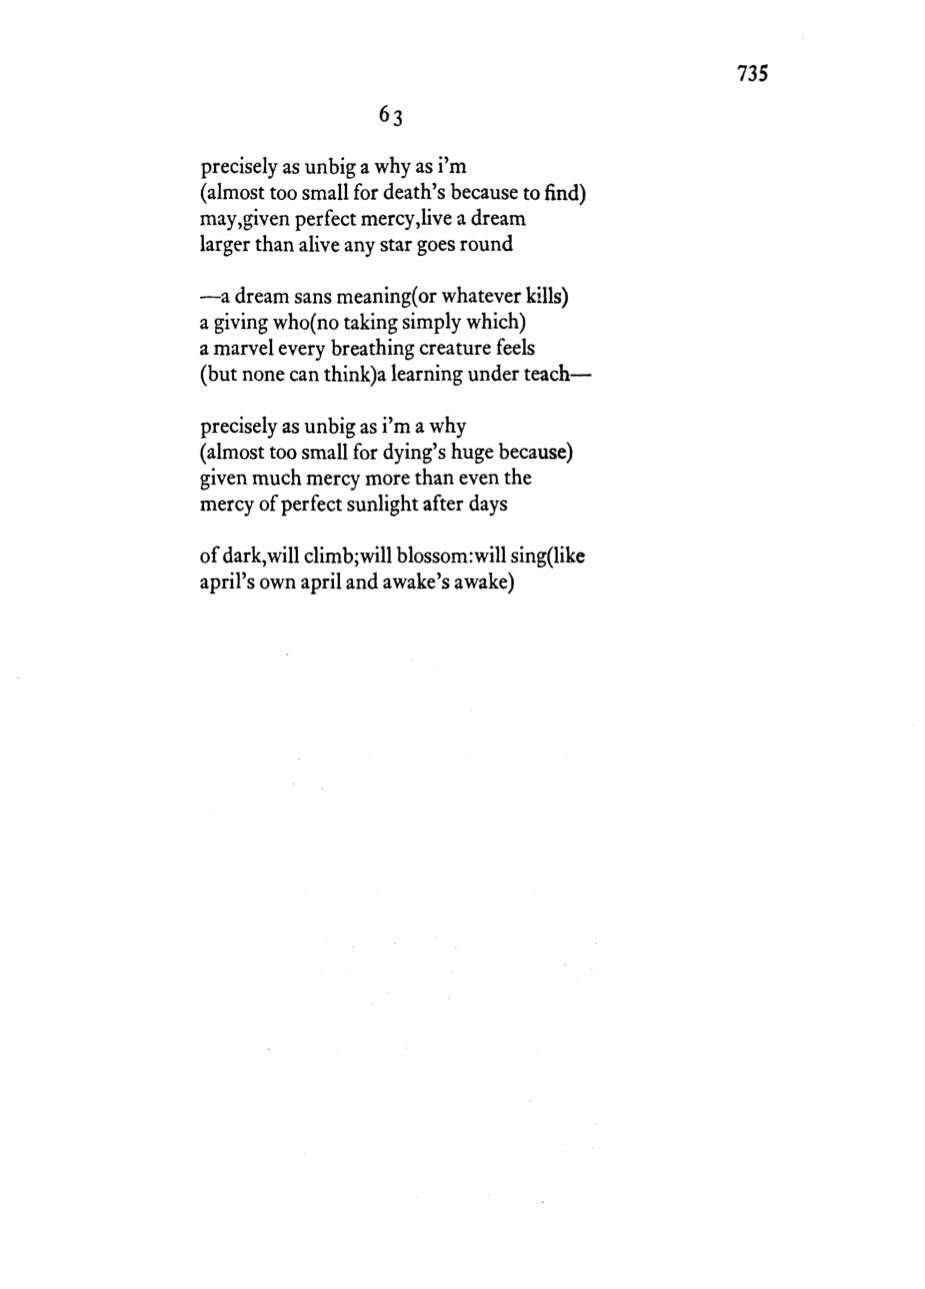 735
63
precisely as unbig a why as i'm
(almost too small for death's because to find)
may,given perfect mercy,live a dream
larger than alive any star goes round
—a dream sans meaning(or whatever kills)
a giving who(no taking simply which)
a marvel every breathing creature feels
(but none can think)a learning under teach—
precisely as unbig as i'm a why
(almost too small for dying's huge because)
given much mercy more than even the
mercy of perfect sunlight after days
of dark,will climb;will blossom:will sing(like
april's own april and awake's awake)